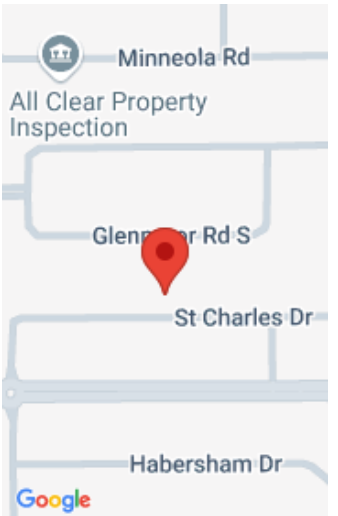 Minneola Rd
All Clear Property
Inspection
Rd S
St Charles Dr
Habersham Dr
Google